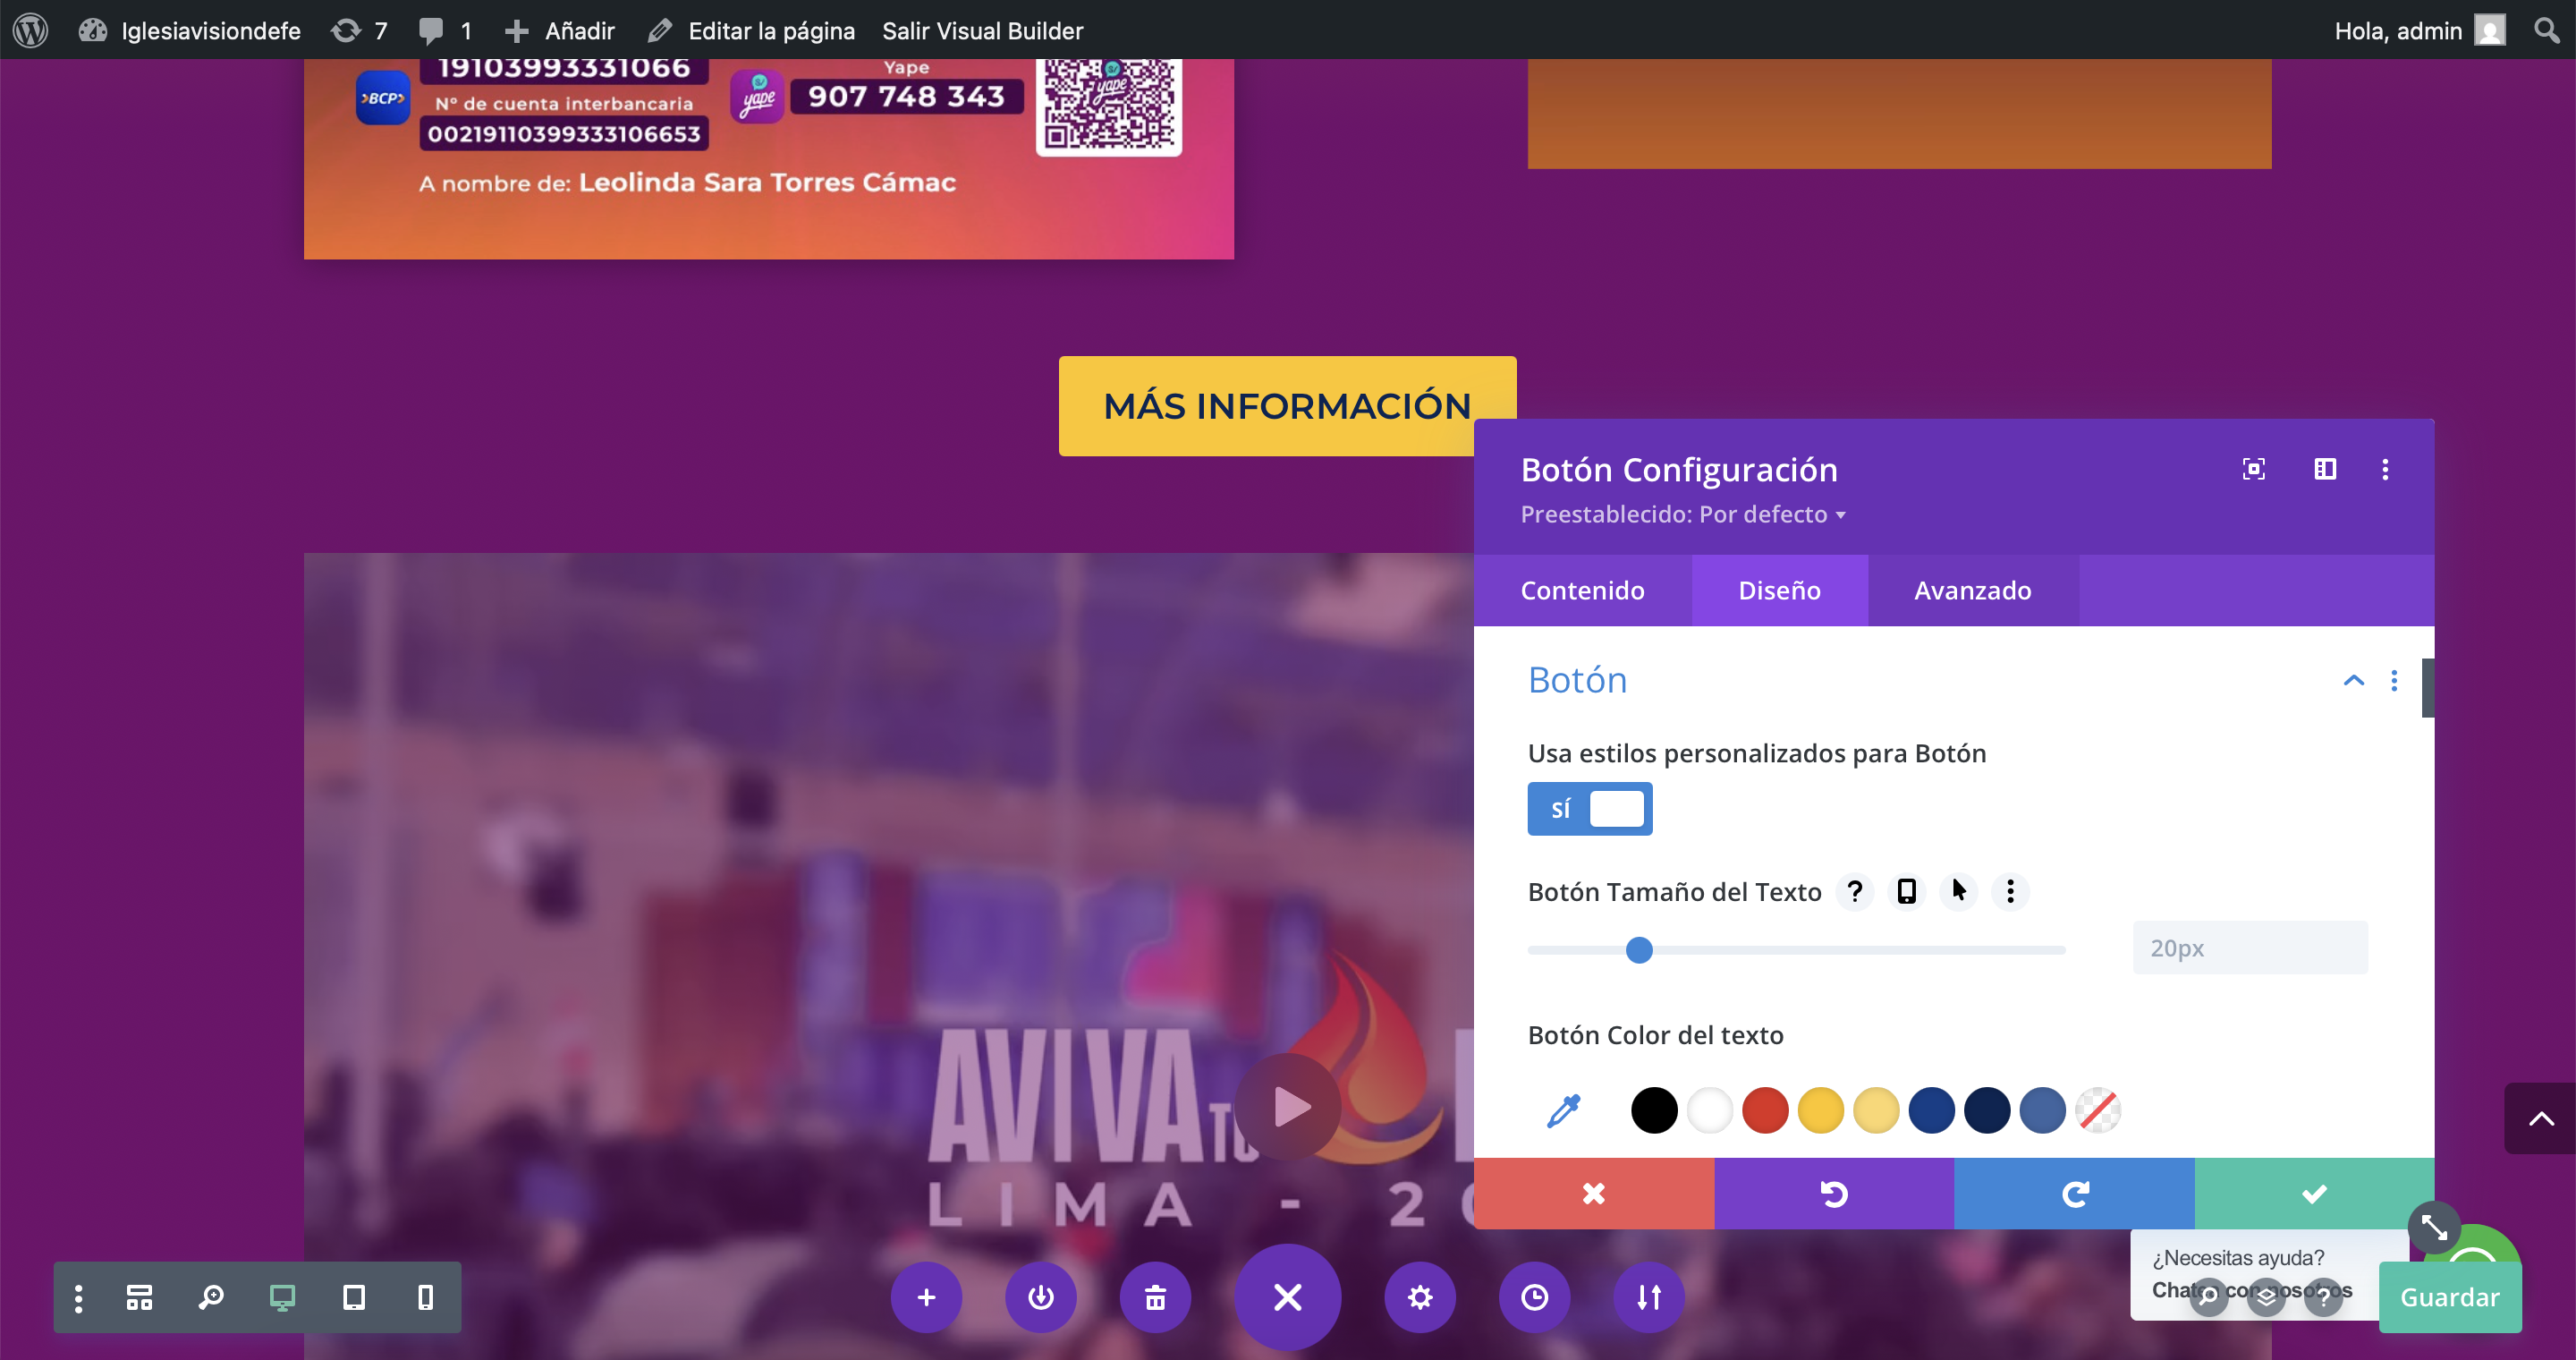 Iglesiavisiondefe 7 1 Añadir Editar la página Salir Visual Builder Hola, admin
19103993331066
BCP
N° de cuenta interbancaria
00219110399333106653
Yape
yape
907 748 343
yape
A nombre de: Leolinda Sara Torres Cámac
MÁS INFORMACIÓN
Botón Configuración
Preestablecido: Por defecto
Contenido Diseño Avanzado
Botón
Usa estilos personalizados para Botón
SÍ
Botón Tamaño del Texto ?
20px
Botón Color del texto
AVIVA
LIMA - 2
¿Necesitas ayuda?
Chatea con nosotros
?
Guardar